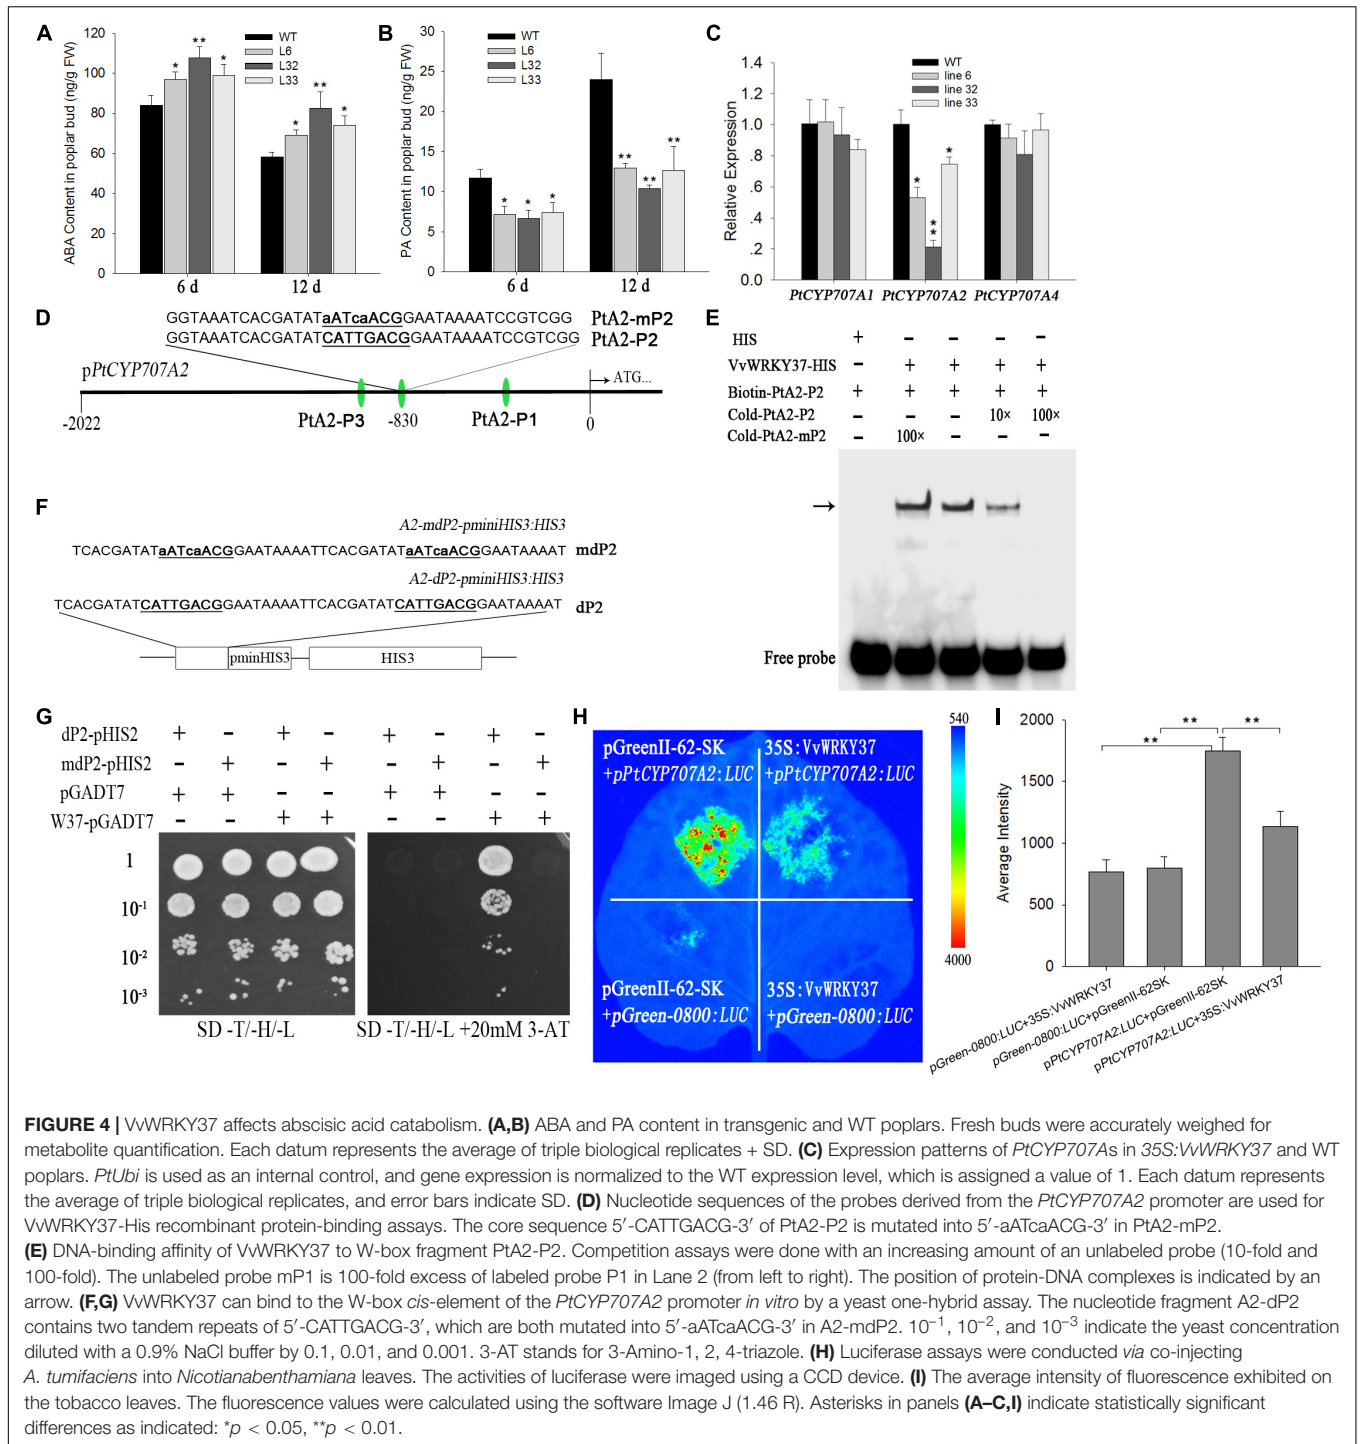 A
ABA Content in poplar bud (ng/g FW)
120
100
80
60
40
20
0
WT
L6
L32
L33
* ** *
* ** *
6 d 12 d
B
PA Content in poplar bud (ng/g FW)
30
25
20
15
10
5
0
WT
L6
L32
L33
* * *
** ** **
6 d 12 d
C
Relative Expression
1.4
1.2
1.0
.8
.6
.4
.2
0.0
WT
line 6
line 32
line 33
* ** *
PtCYP707A1 PtCYP707A2 PtCYP707A4
D
GGTAAATCACGATATaATcaACGGAATAAAATCCGTCGG PtA2-mP2
GGTAAATCACGATATCATTGACGGAATAAAATCCGTCGG PtA2-P2
pPtCYP707A2
ATG...
-2022 PtA2-P3 -830 PtA2-P1 0
E
HIS + − − − −
VvWRKY37-HIS − + + + +
Biotin-PtA2-P2 + + + + +
Cold-PtA2-P2 − − − 10× 100×
Cold-PtA2-mP2 − 100× − − −
→
Free probe
F
A2-mdP2-pminiHIS3:HIS3
TCACGATATaATcaACGGAATAAAATTCACGATATaATcaACGGAATAAAAT mdP2
A2-dP2-pminiHIS3:HIS3
TCACGATATCATTGACGGAATAAAATTCACGATATCATTGACGGAATAAAAT dP2
pminHIS3 HIS3
G
dP2-pHIS2 + − + − + − + −
mdP2-pHIS2 − + − + − + − +
pGADT7 + + − − + + − −
W37-pGADT7 − − + + − − + +
1
10-1
10-2
10-3
SD -T/-H/-L SD -T/-H/-L +20mM 3-AT
H
pGreenII-62-SK 35S:VvWRKY37
+pPtCYP707A2:LUC +pPtCYP707A2:LUC
pGreenII-62-SK 35S:VvWRKY37
+pGreen-0800:LUC +pGreen-0800:LUC
540
4000
I
Average Intensity
2000
1500
1000
500
0
** **
**
pGreen-0800:LUC+35S:VvWRKY37
pGreen-0800:LUC+pGreenII-62SK
pPtCYP707A2:LUC+pGreenII-62SK
pPtCYP707A2:LUC+35S:VvWRKY37
FIGURE 4 | VvWRKY37 affects abscisic acid catabolism. (A,B) ABA and PA content in transgenic and WT poplars. Fresh buds were accurately weighed for
metabolite quantification. Each datum represents the average of triple biological replicates + SD. (C) Expression patterns of PtCYP707As in 35S:VvWRKY37 and WT
poplars. PtUbi is used as an internal control, and gene expression is normalized to the WT expression level, which is assigned a value of 1. Each datum represents
the average of triple biological replicates, and error bars indicate SD. (D) Nucleotide sequences of the probes derived from the PtCYP707A2 promoter are used for
VvWRKY37-His recombinant protein-binding assays. The core sequence 5′-CATTGACG-3′ of PtA2-P2 is mutated into 5′-aATcaACG-3′ in PtA2-mP2.
(E) DNA-binding affinity of VvWRKY37 to W-box fragment PtA2-P2. Competition assays were done with an increasing amount of an unlabeled probe (10-fold and
100-fold). The unlabeled probe mP1 is 100-fold excess of labeled probe P1 in Lane 2 (from left to right). The position of protein-DNA complexes is indicated by an
arrow. (F,G) VvWRKY37 can bind to the W-box cis-element of the PtCYP707A2 promoter in vitro by a yeast one-hybrid assay. The nucleotide fragment A2-dP2
contains two tandem repeats of 5′-CATTGACG-3′, which are both mutated into 5′-aATcaACG-3′ in A2-mdP2. 10−1, 10−2, and 10−3 indicate the yeast concentration
diluted with a 0.9% NaCl buffer by 0.1, 0.01, and 0.001. 3-AT stands for 3-Amino-1, 2, 4-triazole. (H) Luciferase assays were conducted via co-injecting
A. tumifaciens into Nicotianabenthamiana leaves. The activities of luciferase were imaged using a CCD device. (I) The average intensity of fluorescence exhibited on
the tobacco leaves. The fluorescence values were calculated using the software Image J (1.46 R). Asterisks in panels (A–C,I) indicate statistically significant
differences as indicated: *p < 0.05, **p < 0.01.